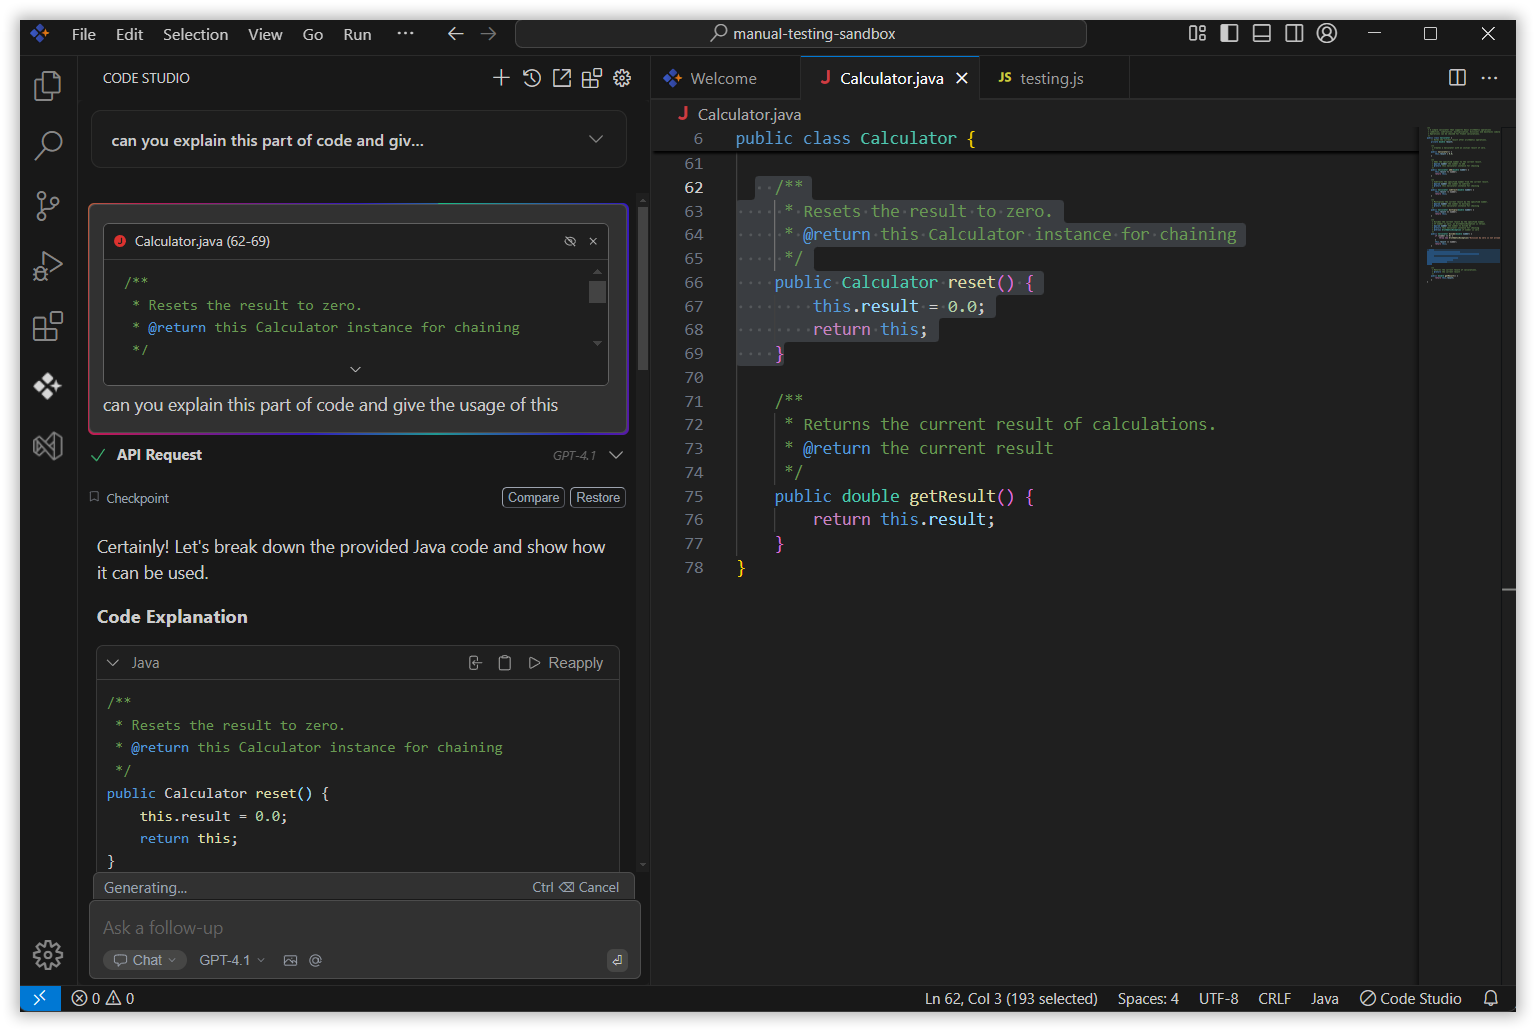 File Edit Selection View Go Run ··· manual-testing-sandbox
CODE STUDIO
can you explain this part of code and giv...
Calculator.java (62-69)
/**
* Resets the result to zero.
* @return this Calculator instance for chaining
*/
can you explain this part of code and give the usage of this
API Request GPT-4.1
Checkpoint Compare Restore
Certainly! Let's break down the provided Java code and show how
it can be used.
Code Explanation
Java Reapply
/**
* Resets the result to zero.
* @return this Calculator instance for chaining
*/
public Calculator reset() {
this.result = 0.0;
return this;
}
Generating... Ctrl ⌫ Cancel
Ask a follow-up
Chat GPT-4.1 @
Welcome J Calculator.java JS testing.js
J Calculator.java
6 public class Calculator {
61
62 /**
63 * Resets the result to zero.
64 * @return this Calculator instance for chaining
65 */
66 public Calculator reset() {
67 this.result = 0.0;
68 return this;
69 }
70
71 /**
72 * Returns the current result of calculations.
73 * @return the current result
74 */
75 public double getResult() {
76 return this.result;
77 }
78 }
0 0 Ln 62, Col 3 (193 selected) Spaces: 4 UTF-8 CRLF Java Code Studio